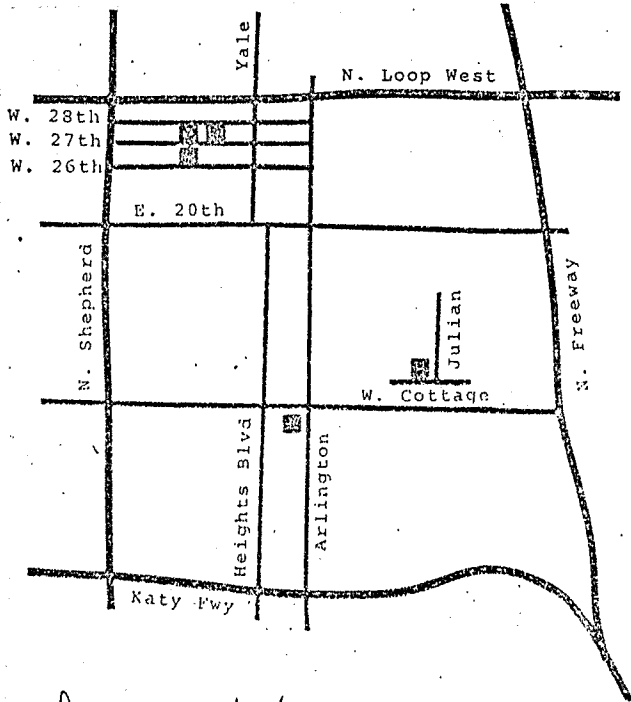 Yale
N. Loop West
W. 28th
W. 27th
W. 26th
E. 20th
N. Shepherd
N. Freeway
Julian
W. Cottage
Heights Blvd
Arlington
Katy Fwy